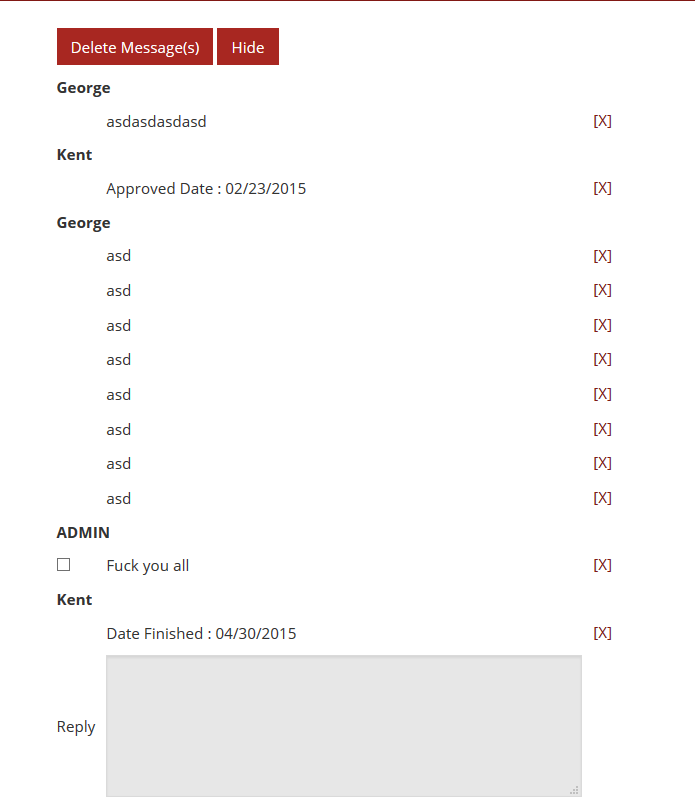 Delete Message(s) Hide
George
asdasdasdasd [X]
Kent
Approved Date : 02/23/2015 [X]
George
asd [X]
asd [X]
asd [X]
asd [X]
asd [X]
asd [X]
asd [X]
asd [X]
ADMIN
Fuck you all [X]
Kent
Date Finished : 04/30/2015 [X]
Reply